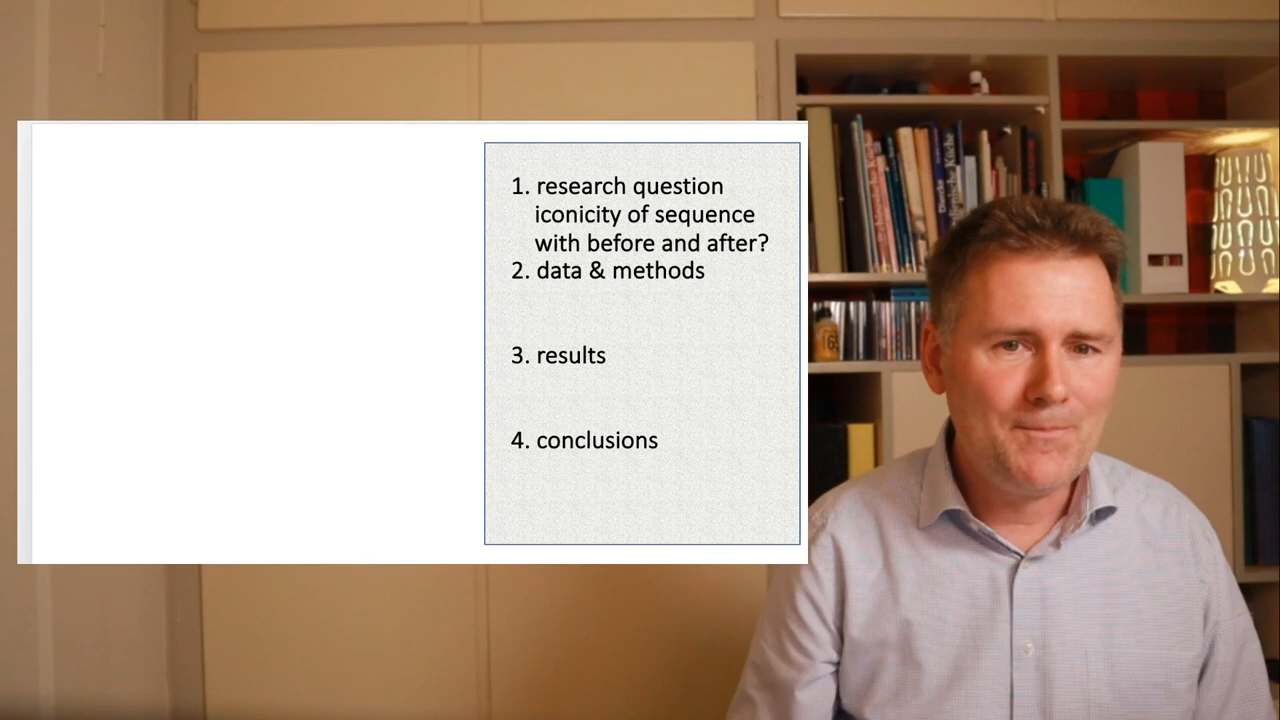 1. research question
iconicity of sequence
with before and after?
2. data & methods
3. results
4. conclusions